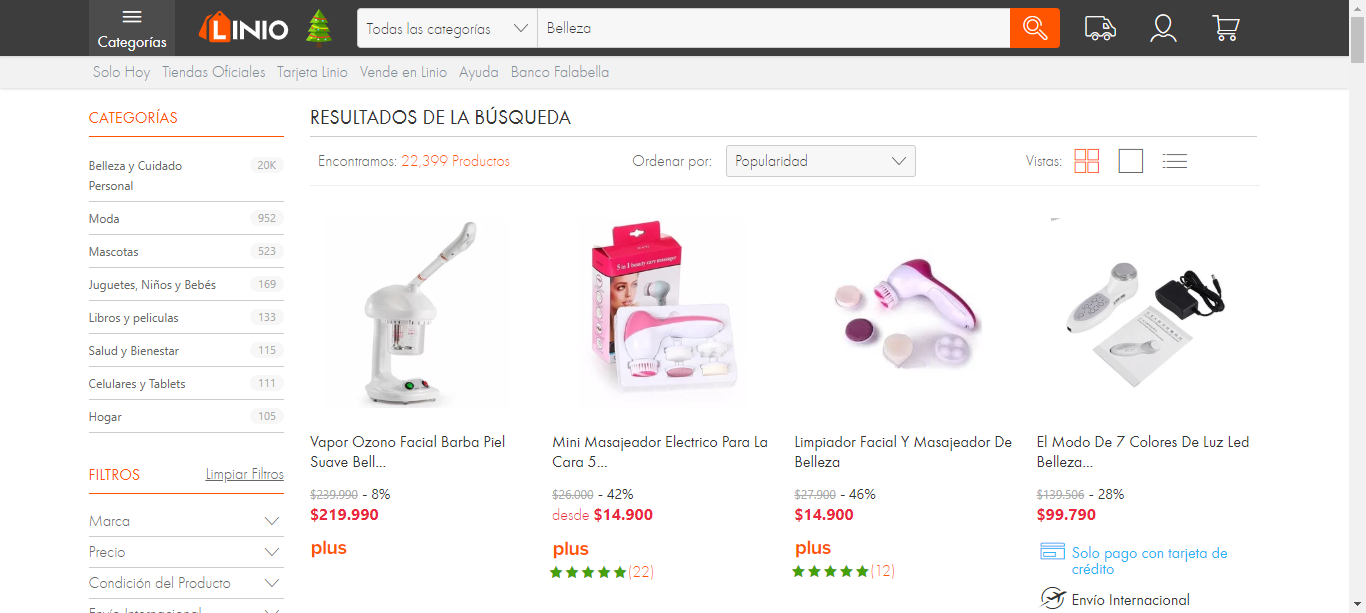 Categorías
LINIO
Todas las categorías
Belleza
Solo Hoy Tiendas Oficiales Tarjeta Linio Vende en Linio Ayuda Banco Falabella
CATEGORÍAS
Belleza y Cuidado
Personal
20K
Moda 952
Mascotas 523
Juguetes, Niños y Bebés 169
Libros y peliculas 133
Salud y Bienestar 115
Celulares y Tablets 111
Hogar 105
FILTROS Limpiar Filtros
Marca
Precio
Condición del Producto
Envío Internacional
RESULTADOS DE LA BÚSQUEDA
Encontramos: 22,399 Productos
Ordenar por: Popularidad
Vistas:
5 in 1 beauty care massager
Vapor Ozono Facial Barba Piel
Suave Bell...
$239.990 - 8%
$219.990
plus
Mini Masajeador Electrico Para La
Cara 5...
$26.000 - 42%
desde $14.900
plus
(22)
Limpiador Facial Y Masajeador De
Belleza
$27.900 - 46%
$14.900
plus
(12)
El Modo De 7 Colores De Luz Led
Belleza...
$139.506 - 28%
$99.790
Solo pago con tarjeta de
crédito
Envío Internacional